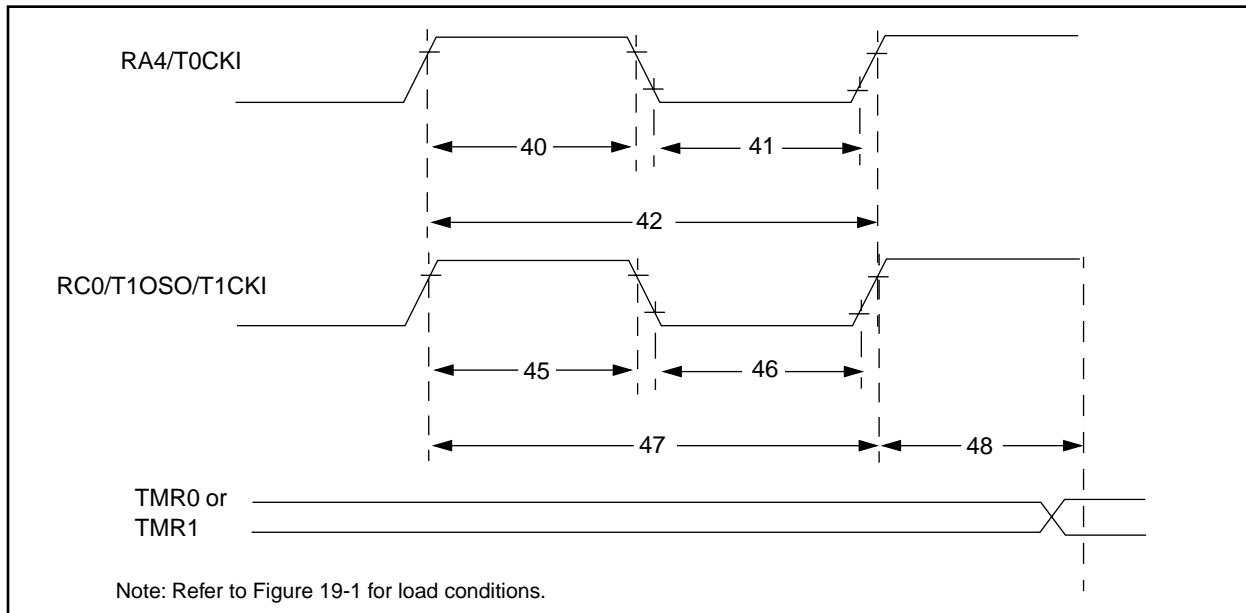 RA4/T0CKI
40
41
42
RC0/T1OSO/T1CKI
45
46
47
48
TMR0 or
TMR1
Note: Refer to Figure 19-1 for load conditions.